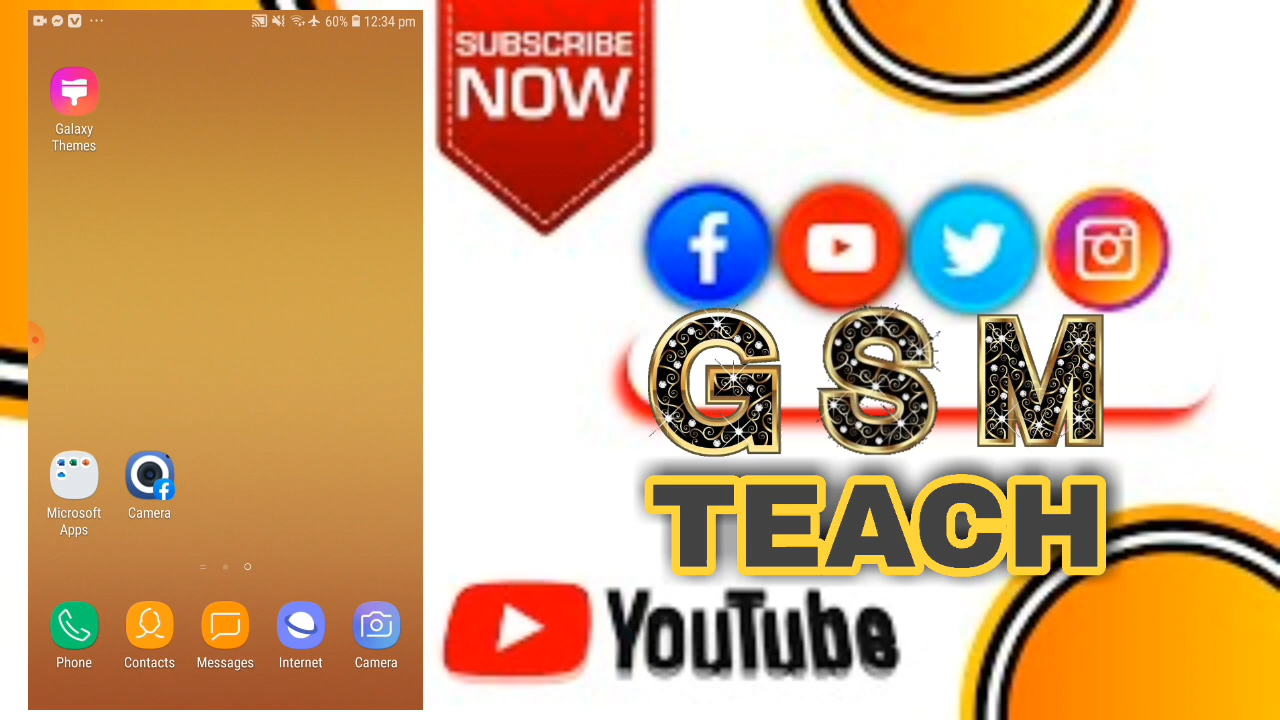 60% 12:34 pm
Galaxy
Themes
Microsoft
Apps
Camera
Phone
Contacts
Messages
Internet
Camera
SUBSCRIBE
NOW
GSM
TEACH
YouTube